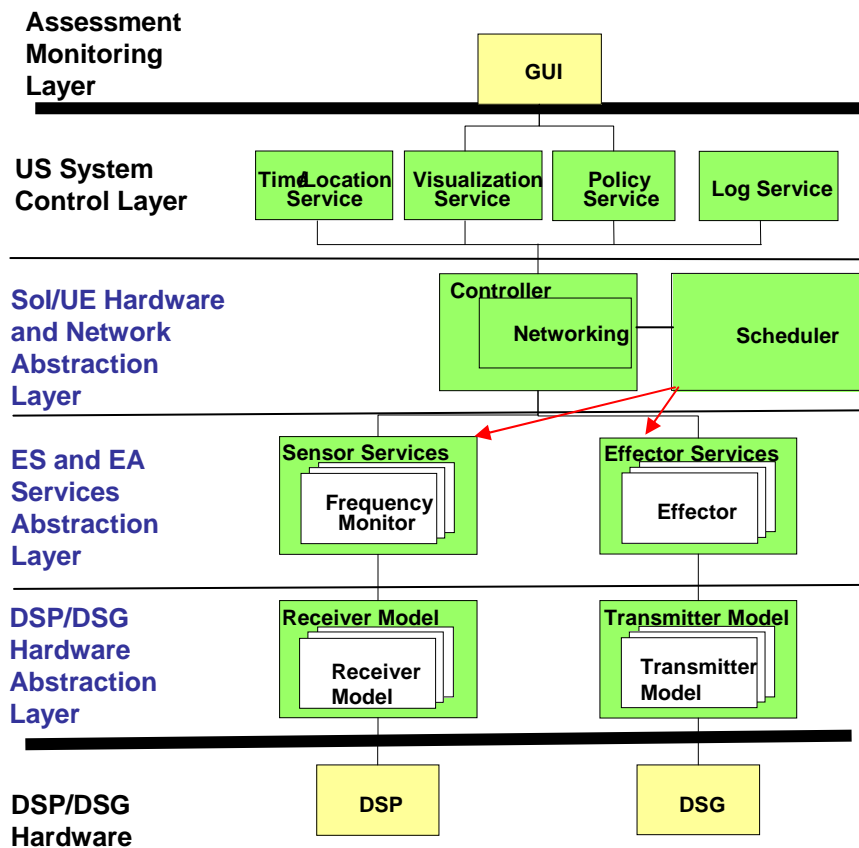 Assessment
Monitoring
Layer
GUI
US System
Control Layer
Time/Location
Service
Visualization
Service
Policy
Service
Log Service
SoI/UE Hardware
and Network
Abstraction
Layer
Controller
Networking
Scheduler
ES and EA
Services
Abstraction
Layer
Sensor Services
Frequency
Monitor
Effector Services
Effector
DSP/DSG
Hardware
Abstraction
Layer
Receiver Model
Receiver
Model
Transmitter Model
Transmitter
Model
DSP/DSG
Hardware
DSP
DSG